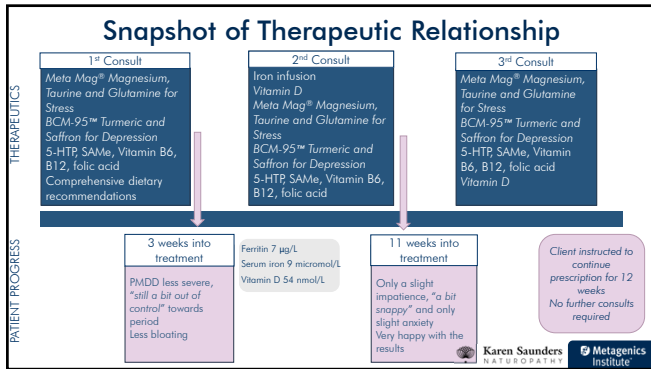 Snapshot of Therapeutic Relationship
THERAPEUTICS
1st Consult
Meta Mag® Magnesium,
Taurine and Glutamine for
Stress
BCM-95™ Turmeric and
Saffron for Depression
5-HTP, SAMe, Vitamin B6,
B12, folic acid
Comprehensive dietary
recommendations
2nd Consult
Iron infusion
Vitamin D
Meta Mag® Magnesium,
Taurine and Glutamine for
Stress
BCM-95™ Turmeric and
Saffron for Depression
5-HTP, SAMe, Vitamin B6,
B12, folic acid
3rd Consult
Meta Mag® Magnesium,
Taurine and Glutamine for
Stress
BCM-95™ Turmeric and
Saffron for Depression
5-HTP, SAMe, Vitamin
B6, B12, folic acid
Vitamin D
PATIENT PROGRESS
3 weeks into
treatment
PMDD less severe,
"still a bit out of
control" towards
period
Less bloating
Ferritin 7 µg/L
Serum iron 9 micromol/L
Vitamin D 54 nmol/L
11 weeks into
treatment
Only a slight
impatience, "a bit
snappy" and only
slight anxiety
Very happy with the
results
Client instructed to
continue
prescription for 12
weeks
No further consults
required
Karen Saunders
NATUROPATHY
Metagenics
Institute